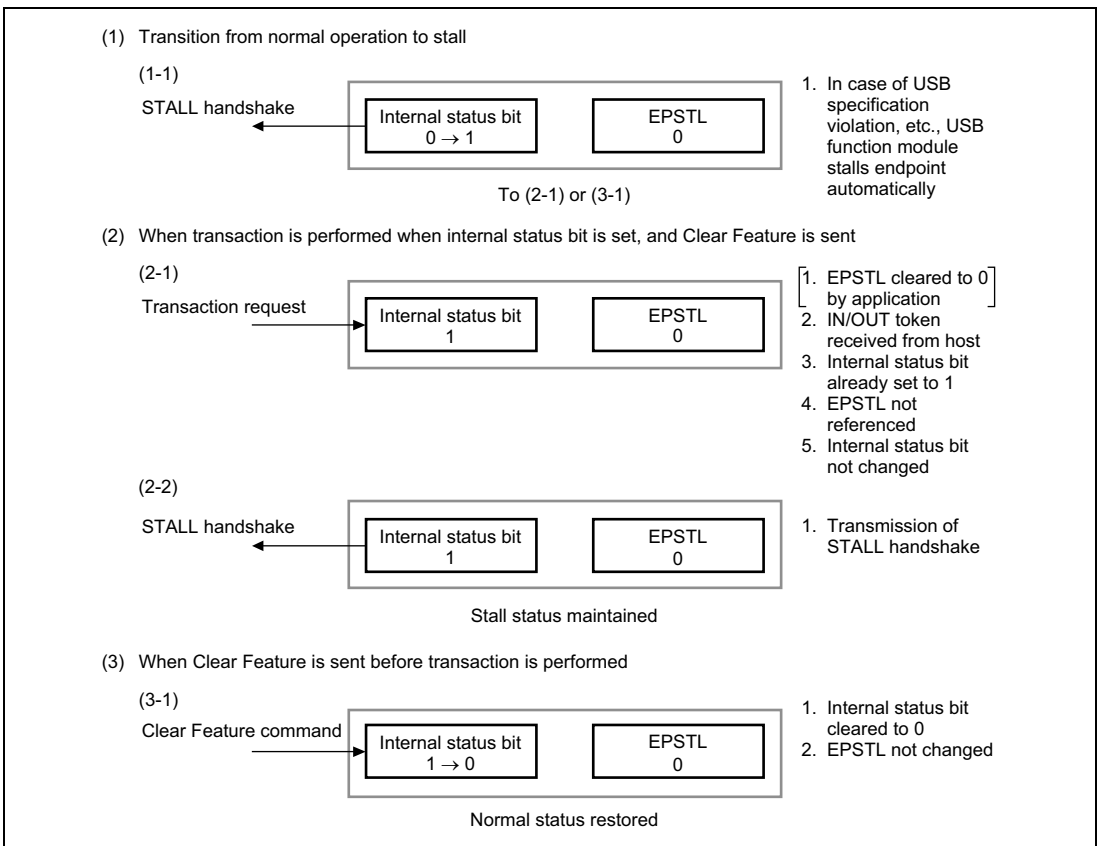 (1) Transition from normal operation to stall
(1-1)
STALL handshake
Internal status bit
0 → 1
EPSTL
0
1. In case of USB
specification
violation, etc., USB
function module
stalls endpoint
automatically
To (2-1) or (3-1)
(2) When transaction is performed when internal status bit is set, and Clear Feature is sent
(2-1)
Transaction request
Internal status bit
1
EPSTL
0
1. EPSTL cleared to 0
by application
2. IN/OUT token
received from host
3. Internal status bit
already set to 1
4. EPSTL not
referenced
5. Internal status bit
not changed
(2-2)
STALL handshake
Internal status bit
1
EPSTL
0
1. Transmission of
STALL handshake
Stall status maintained
(3) When Clear Feature is sent before transaction is performed
(3-1)
Clear Feature command
Internal status bit
1 → 0
EPSTL
0
1. Internal status bit
cleared to 0
2. EPSTL not changed
Normal status restored